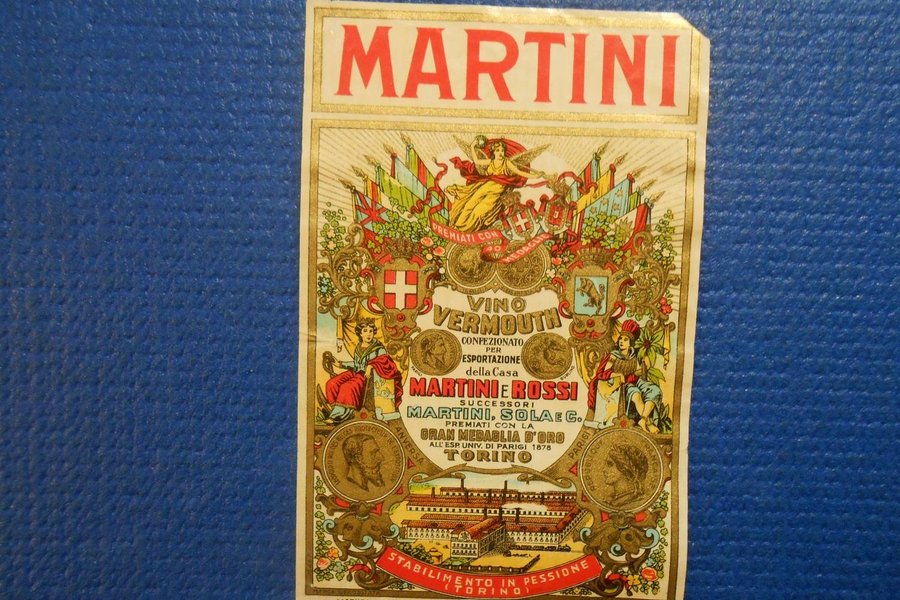 MARTINI
PREMIATI CON
VINO
VERMOUTH
CONFEZIONATO
PER
ESPORTAZIONE
della Casa
MARTINI E ROSSI
SUCCESSORI
MARTINI, SOLA E C.
PREMIATI CON LA
GRAN MEDAGLIA D'ORO
ALL'ESP. UNIV. DI PARIGI 1878
TORINO
STABILIMENTO IN PESSIONE
(TORINO)